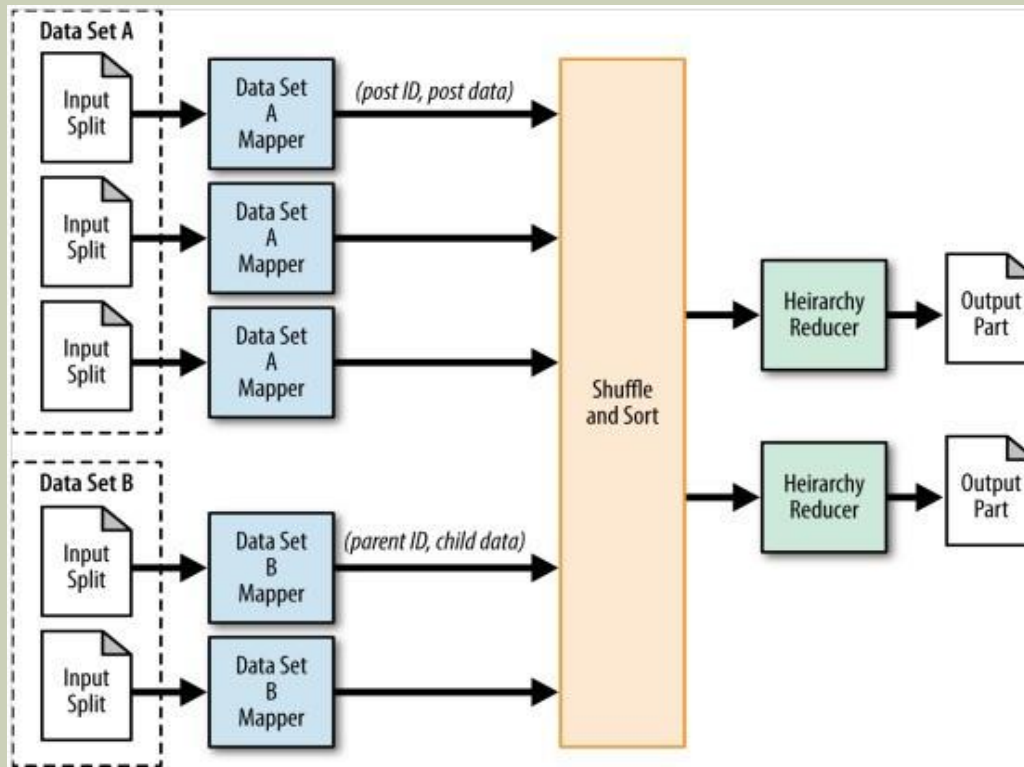 Data Set A
Input
Split
Data Set
A
Mapper
(post ID, post data)
Input
Split
Data Set
A
Mapper
Input
Split
Data Set
A
Mapper
Shuffle
and Sort
Heirarchy
Reducer
Output
Part
Data Set B
Input
Split
Data Set
B
Mapper
(parent ID, child data)
Input
Split
Data Set
B
Mapper
Heirarchy
Reducer
Output
Part